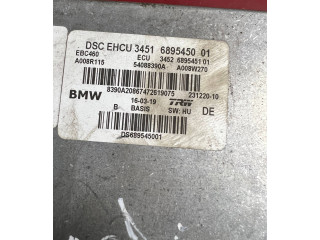 DSC EHCU 3451 6895450 01
EBC460 ECU 3452 6895451 01
A008R115 54088390A A008W270
8390A20867472619075 231220-10
BMW 16-03-19 TRW
B BASIS SW: HU DE
DS689545001